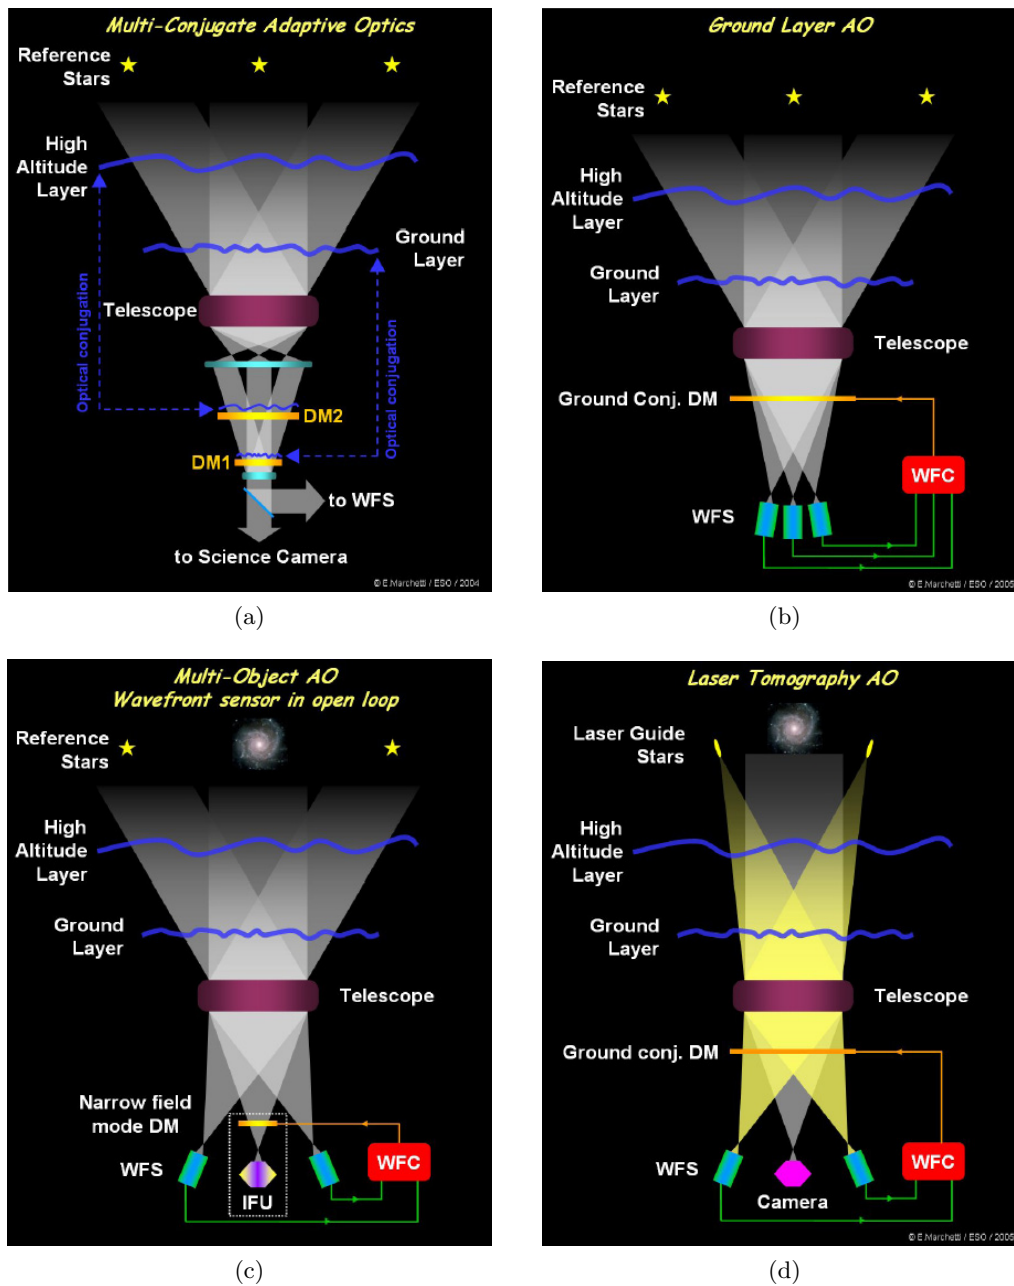 Multi-Conjugate Adaptive Optics
Reference
Stars
High
Altitude
Layer
Ground
Layer
Optical conjugation
Telescope
Optical conjugation
DM2
DM1
to WFS
to Science Camera
© E.Marchetti / ESO / 2004
(a)
Ground Layer AO
Reference
Stars
High
Altitude
Layer
Ground
Layer
Telescope
Ground Conj. DM
WFC
WFS
© E.Marchetti / ESO / 2005
(b)
Multi-Object AO
Wavefront sensor in open loop
Reference
Stars
High
Altitude
Layer
Ground
Layer
Telescope
Narrow field
mode DM
WFS
WFC
IFU
(c)
Laser Tomography AO
Laser Guide
Stars
High
Altitude
Layer
Ground
Layer
Telescope
Ground conj. DM
WFS
WFC
Camera
© E.Marchetti / ESO / 2005
(d)